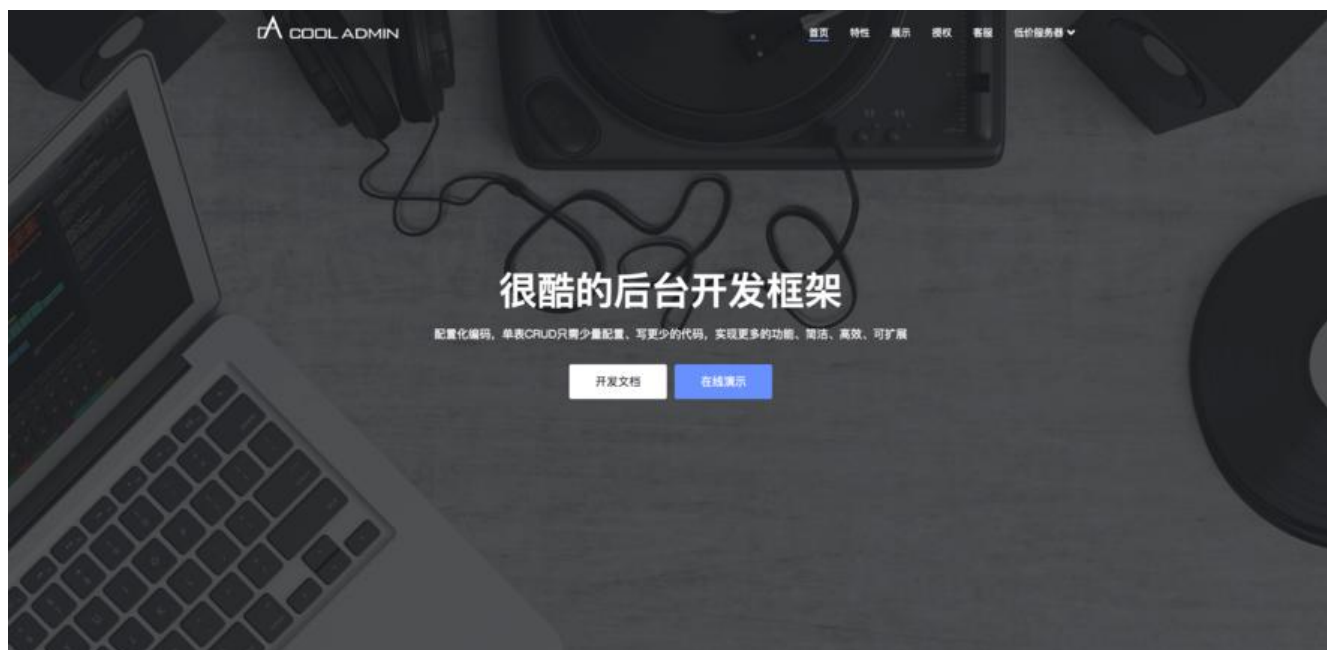 COOL ADMIN
首页 特性 展示 授权 客服 低价服务器
很酷的后台开发框架
配置化编码，单表CRUD只需少量配置、写更少的代码，实现更多的功能、简洁、高效、可扩展
开发文档 在线演示